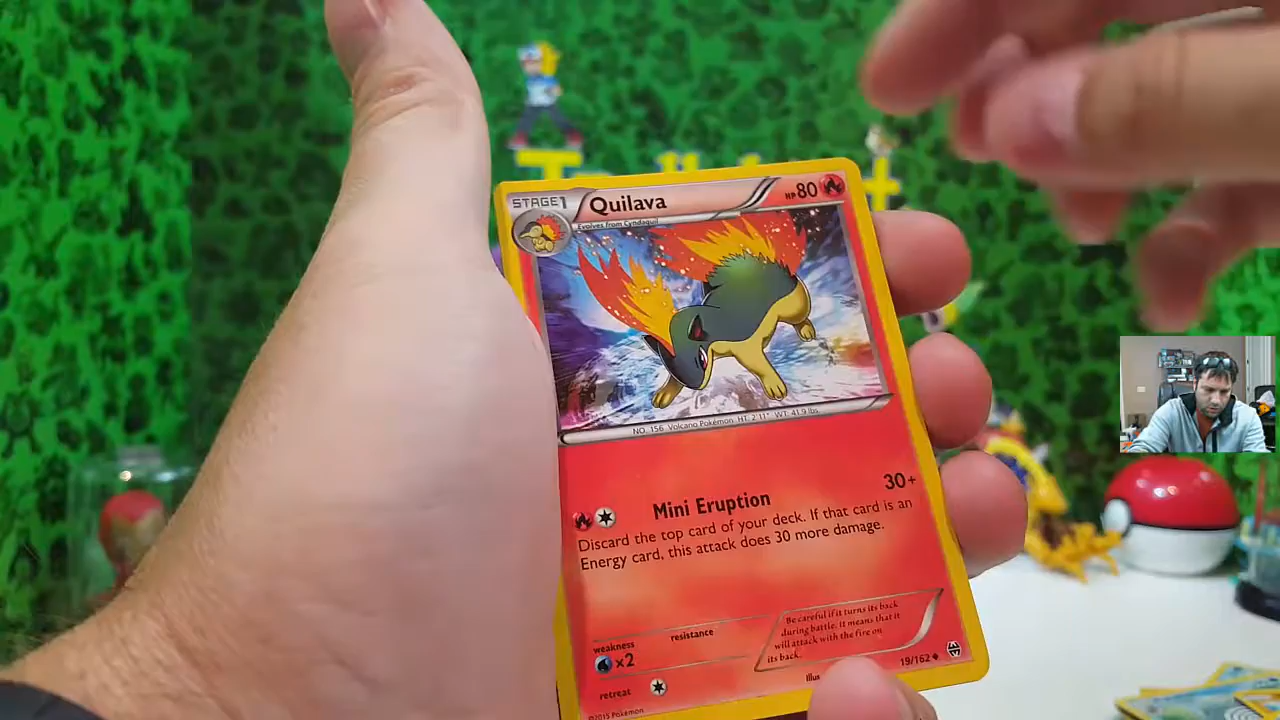 STAGE1
Quilava
HP80
Evolves from Cyndaquil
NO. 156 Volcano Pokémon HT. 2'11" WT. 41.9 lbs.
Mini Eruption 30+
Discard the top card of your deck. If that card is an
Energy card, this attack does 30 more damage.
weakness
×2
resistance
retreat
Be careful if it turns its back
during battle. It means that it
will attack with the fire on
its back.
Illus
19/162
©2015 Pokémon